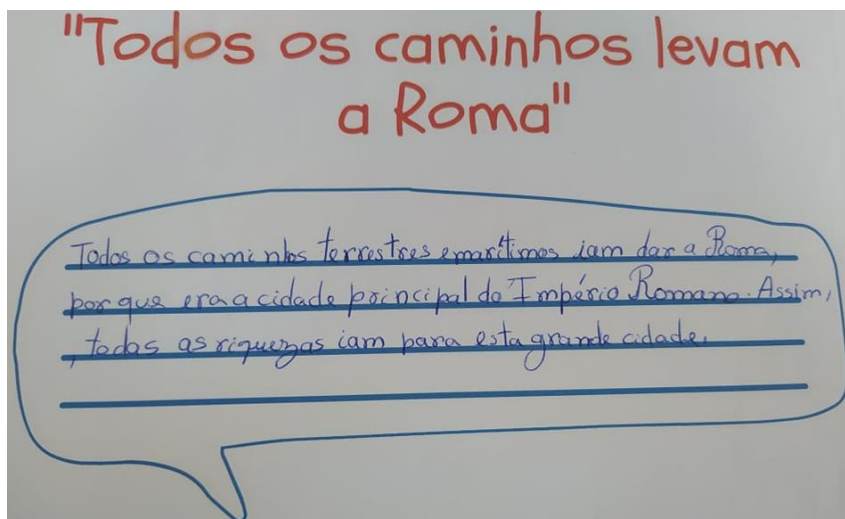 "Todos os caminhos levam
a Roma"
Todos os caminhos terrestres e marítimos iam dar a Roma,
porque era a cidade principal do Império Romano. Assim,
, todas as riquezas iam para esta grande cidade.